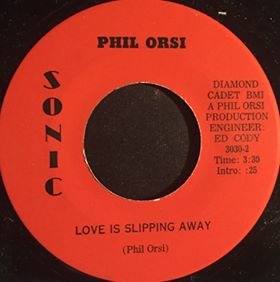 PHIL ORSI
SONIC
DIAMOND
CADET BMI
A PHIL ORSI
PRODUCTION
ENGINEER:
ED CODY
3030-2
Time: 3:30
Intro: :25
LOVE IS SLIPPING AWAY
(Phil Orsi)